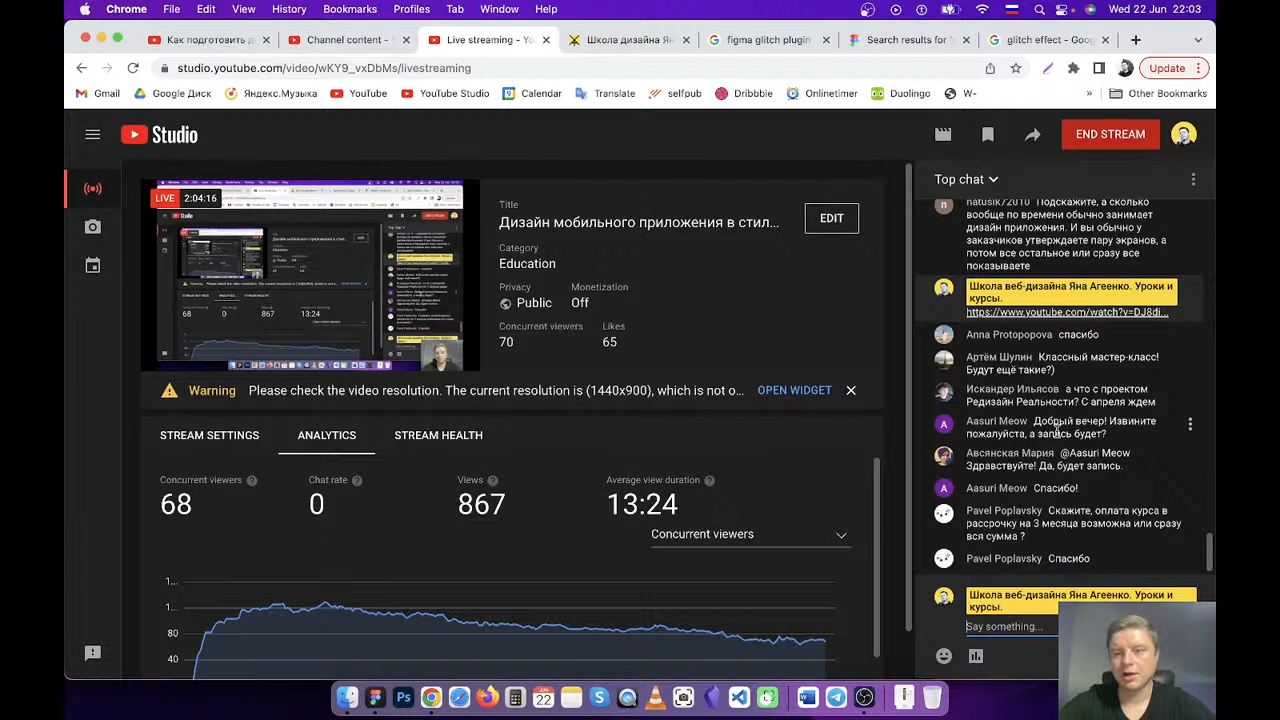 Chrome File Edit View History Bookmarks Profiles Tab Window Help Wed 22 Jun 22:03
Как подготовить д
Channel content -
Live streaming - Yo
Школа дизайна Ян
figma glitch plugin
Search results for '
glitch effect - Goo
studio.youtube.com/video/wKY9_vxDbMs/livestreaming
Update
Gmail Google Диск Яндекс.Музыка YouTube YouTube Studio Calendar Translate selfpub Dribbble Onlinetimer Duolingo W- » Other Bookmarks
Studio
END STREAM
LIVE 2:04:16
Title
Дизайн мобильного приложения в стил...
EDIT
Category
Education
Privacy Monetization
Public Off
Concurrent viewers Likes
70 65
Warning Please check the video resolution. The current resolution is (1440x900), which is not o... OPEN WIDGET
STREAM SETTINGS ANALYTICS STREAM HEALTH
Concurrent viewers Chat rate Views Average view duration
68 0 867 13:24
Concurrent viewers
1...
1...
80
40
Top chat
natusik72010 Подскажите, а сколько
вообще по времени обычно занимает
дизайн приложения. И вы обычно у
заказчиков утверждаете пару экранов, а
потом все остальное или сразу все
показываете
Школа веб-дизайна Яна Агеенко. Уроки и
курсы.
Anna Protopopova спасибо
Артём Шулин Классный мастер-класс!
Будут ещё такие?)
Искандер Ильясов а что с проектом
Редизайн Реальности? С апреля ждем
Aasuri Meow Добрый вечер! Извините
пожалуйста, а запись будет?
Авсянская Мария @Aasuri Meow
Здравствуйте! Да, будет запись.
Aasuri Meow Спасибо!
Pavel Poplavsky Скажите, оплата курса в
рассрочку на 3 месяца возможна или сразу
вся сумма ?
Pavel Poplavsky Спасибо
Школа веб-дизайна Яна Агеенко. Уроки и
курсы.
Say something...
JUN
22